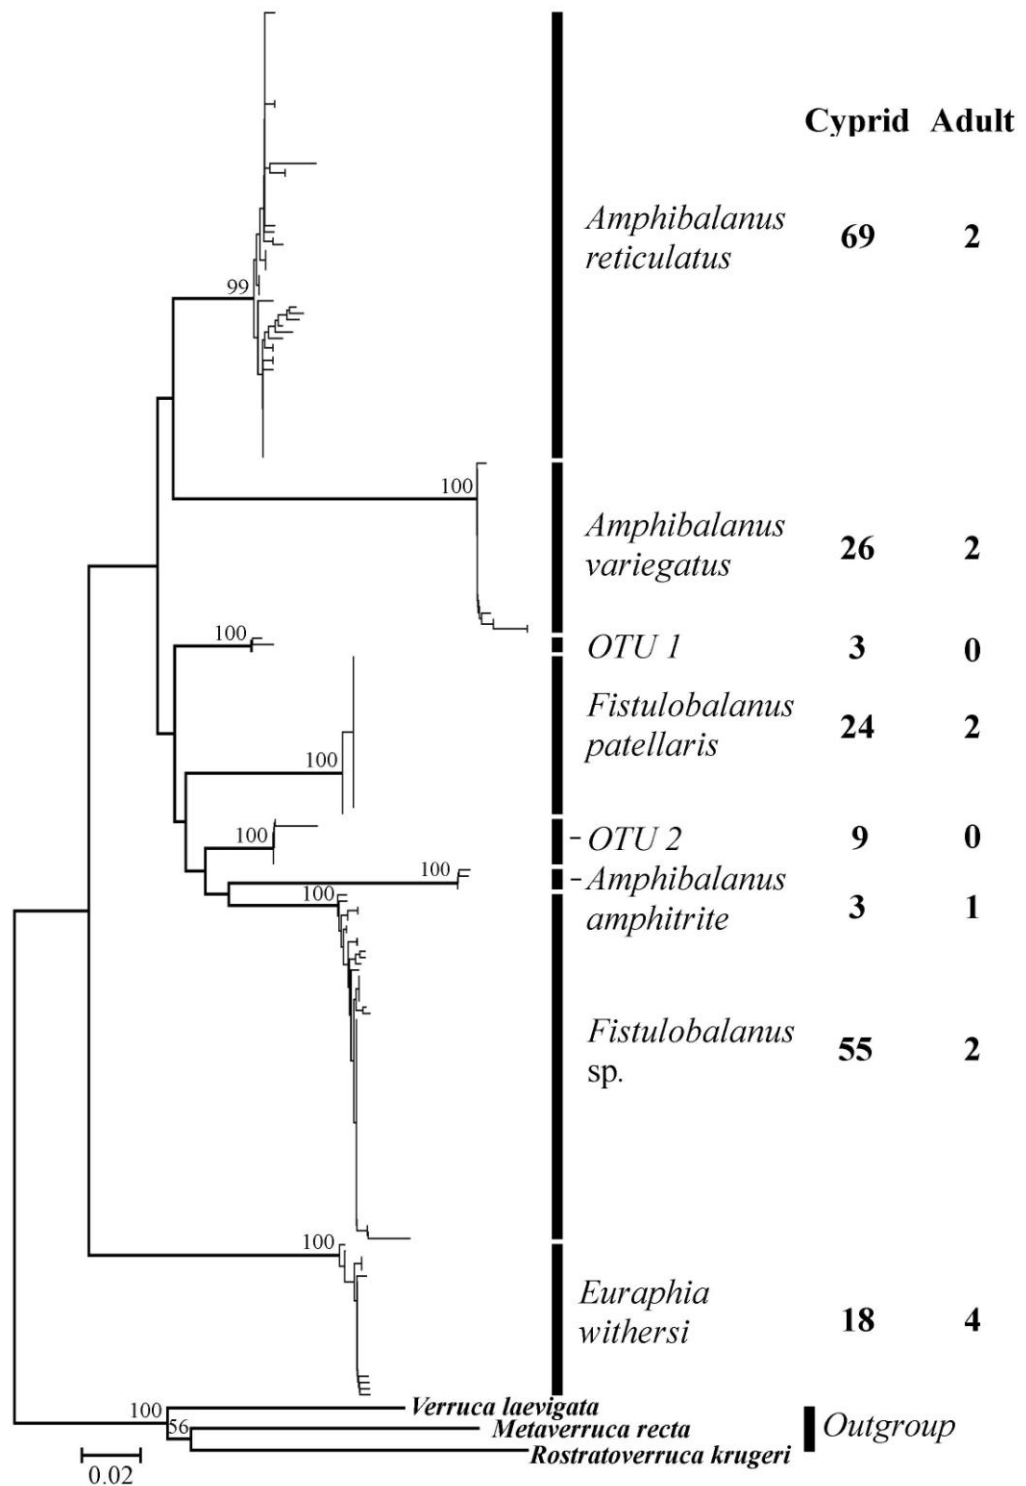 Cyprid Adult
99
Amphibalanus
reticulatus
69 2
100
Amphibalanus
variegatus
26 2
100
OTU 1
3 0
100
Fistulobalanus
patellaris
24 2
100
- OTU 2
9 0
100
- Amphibalanus
amphitrite
3 1
100
Fistulobalanus
sp.
55 2
100
Euraphia
withersi
18 4
100
56
Verruca laevigata
Metaverruca recta
Rostratoverruca krugeri
Outgroup
0.02